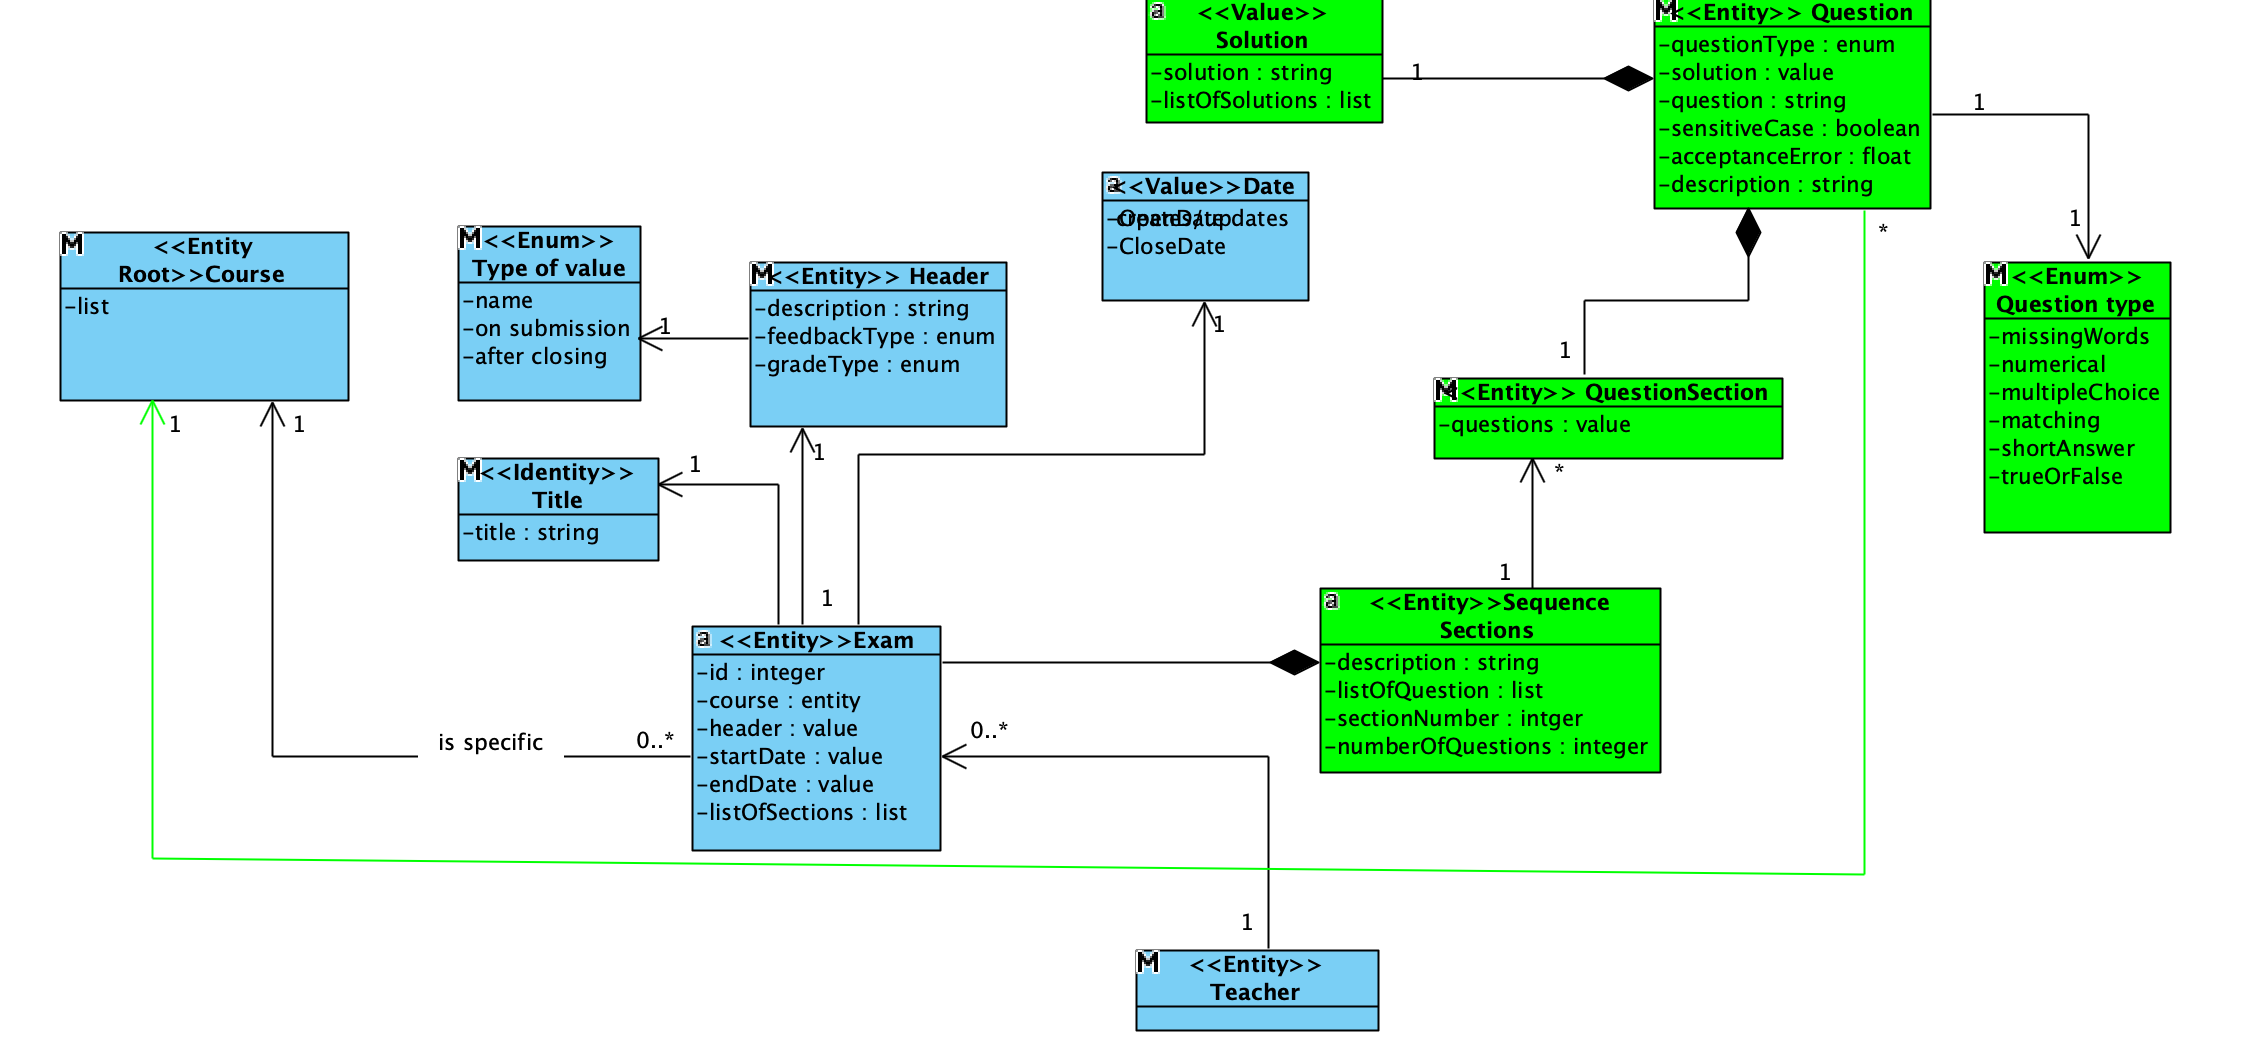 <<Value>>
Solution
-solution : string
-listOfSolutions : list
1
<<Entity>> Question
-questionType : enum
-solution : value
-question : string
-sensitiveCase : boolean
-acceptanceError : float
-description : string
1
1
*
<<Value>>Date
-CloseDate
<<Entity
Root>>Course
-list
1
1
<<Enum>>
Type of value
-name
-on submission
-after closing
1
<<Entity>> Header
-description : string
-feedbackType : enum
-gradeType : enum
1
1
<<Enum>>
Question type
-missingWords
-numerical
-multipleChoice
-matching
-shortAnswer
-trueOrFalse
1
<<Entity>> QuestionSection
-questions : value
*
1
<<Identity>>
Title
-title : string
1
1
<<Entity>>Exam
-id : integer
-course : entity
-header : value
-startDate : value
-endDate : value
-listOfSections : list
<<Entity>>Sequence
Sections
-description : string
-listOfQuestion : list
-sectionNumber : intger
-numberOfQuestions : integer
is specific
0..*
0..*
1
<<Entity>>
Teacher